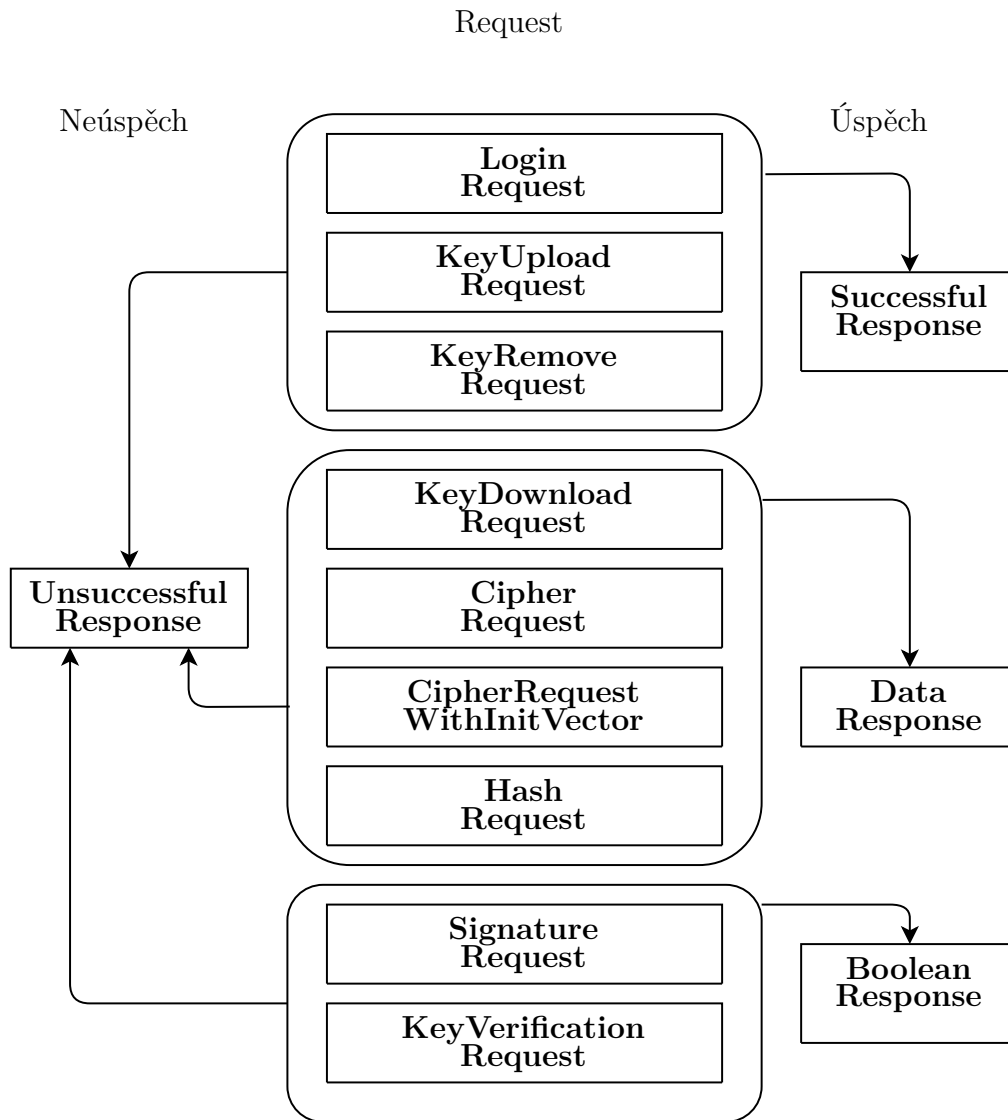 Request
Neúspěch
Úspěch
Login
Request
KeyUpload
Request
KeyRemove
Request
Successful
Response
KeyDownload
Request
Cipher
Request
CipherRequest
WithInitVector
Hash
Request
Unsuccessful
Response
Data
Response
Signature
Request
KeyVerification
Request
Boolean
Response